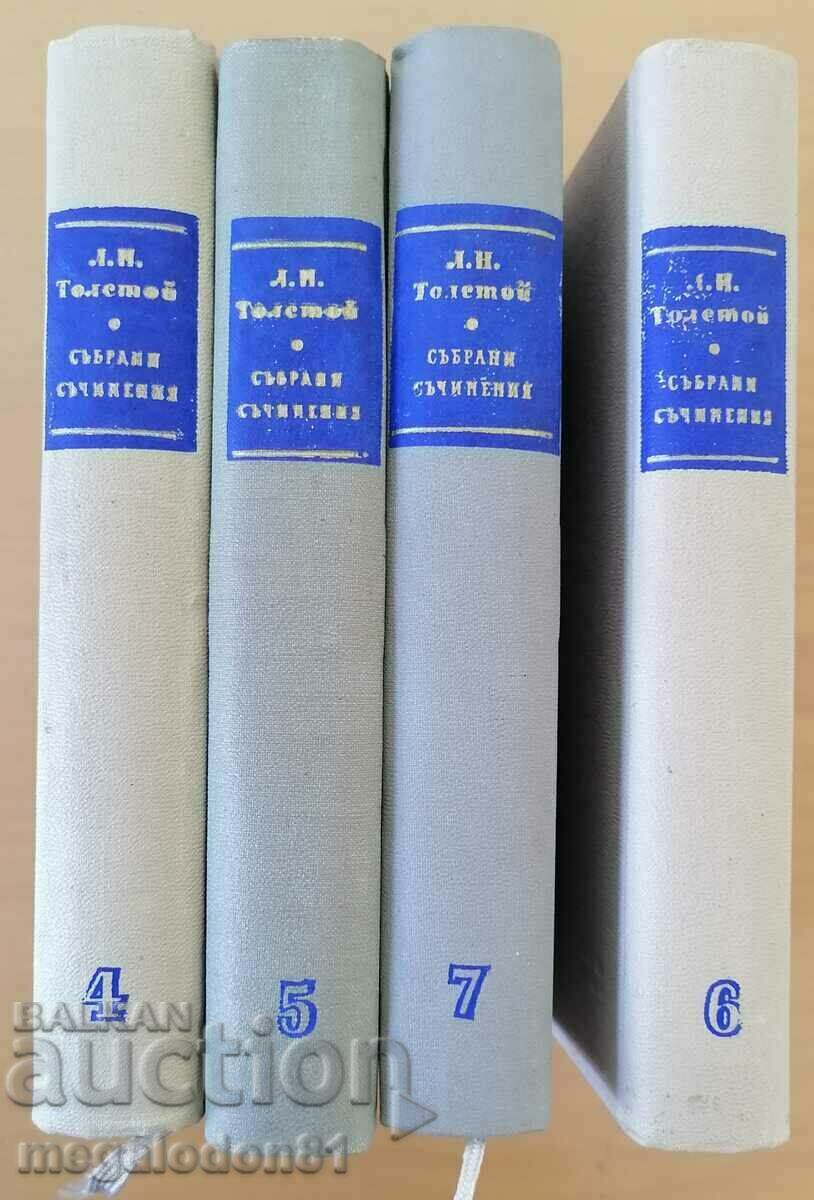 Л.Н.
Толстой
СЪБРАНИ
СЪЧИНЕНИЯ
4
Л.Н.
Толстой
СЪБРАНИ
СЪЧИНЕНИЯ
5
Л.Н.
Толстой
СЪБРАНИ
СЪЧИНЕНИЯ
7
Л.Н.
Толстой
СЪБРАНИ
СЪЧИНЕНИЯ
6
BALKAN
auction
megalodon81